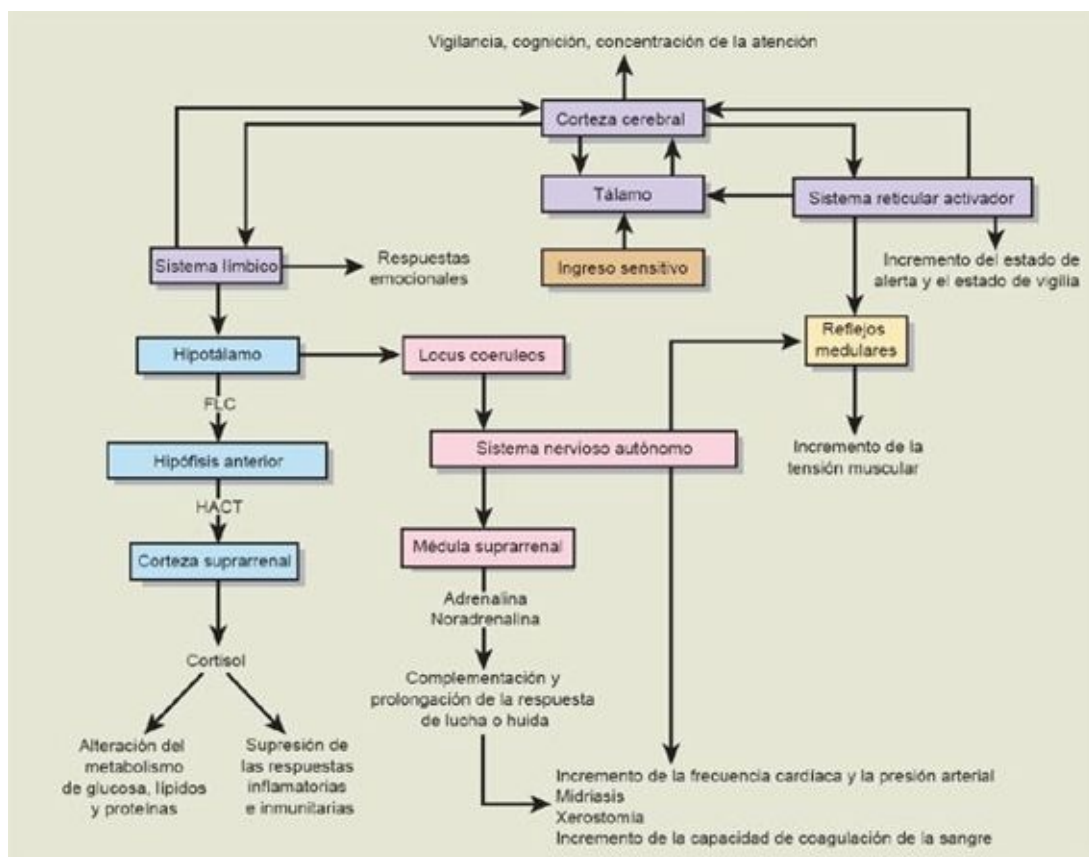 Vigilancia, cognición, concentración de la atención
Corteza cerebral
Tálamo
Sistema reticular activador
Sistema límbico
Respuestas
emocionales
Ingreso sensitivo
Incremento del estado de
alerta y el estado de vigilia
Hipotálamo
Locus coeruleos
Reflejos
medulares
FLC
Hipófisis anterior
Sistema nervioso autónomo
Incremento de la
tensión muscular
HACT
Corteza suprarrenal
Médula suprarrenal
Adrenalina
Noradrenalina
Cortisol
Complementación y
prolongación de la respuesta
de lucha o huida
Alteración del
metabolismo
de glucosa, lípidos
y proteínas
Supresión de
las respuestas
inflamatorias
e inmunitarias
Incremento de la frecuencia cardíaca y la presión arterial
Midriasis
Xerostomía
Incremento de la capacidad de coagulación de la sangre